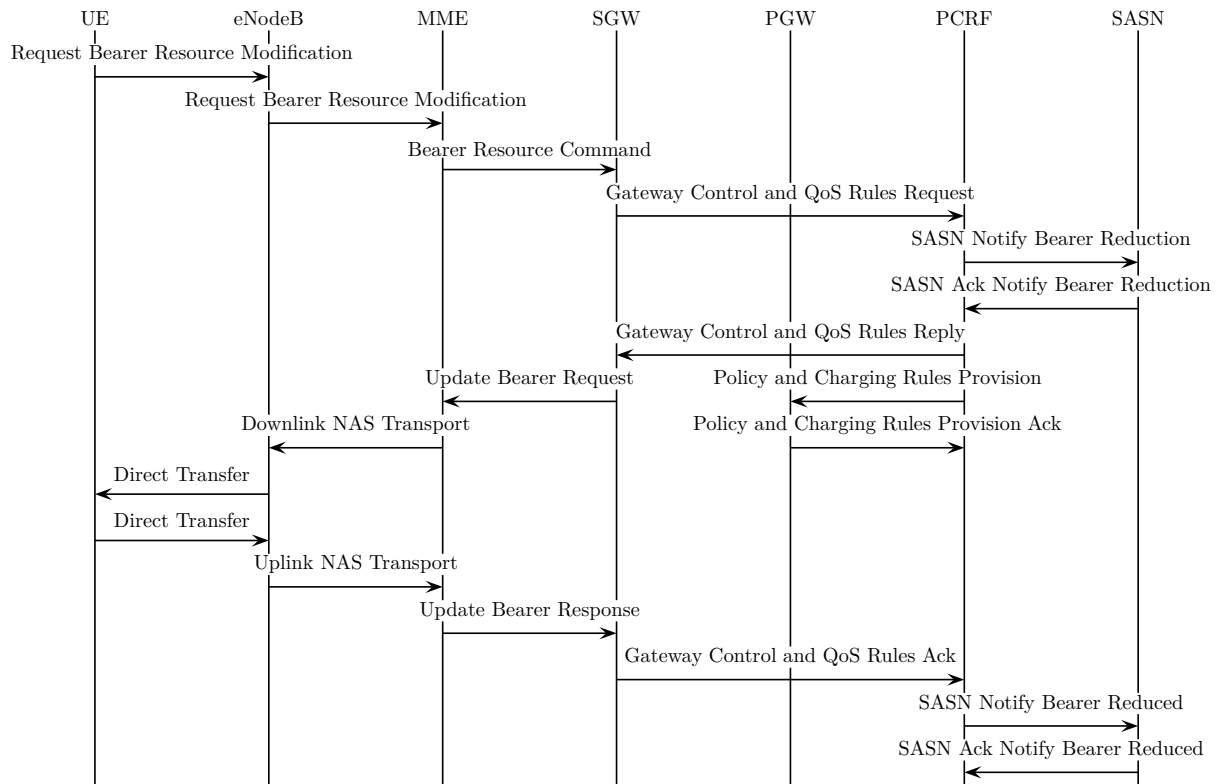 UE eNodeB MME SGW PGW PCRF SASN
Request Bearer Resource Modification
Request Bearer Resource Modification
Bearer Resource Command
Gateway Control and QoS Rules Request
SASN Notify Bearer Reduction
SASN Ack Notify Bearer Reduction
Gateway Control and QoS Rules Reply
Update Bearer Request Policy and Charging Rules Provision
Downlink NAS Transport Policy and Charging Rules Provision Ack
Direct Transfer
Direct Transfer
Uplink NAS Transport
Update Bearer Response
Gateway Control and QoS Rules Ack
SASN Notify Bearer Reduced
SASN Ack Notify Bearer Reduced